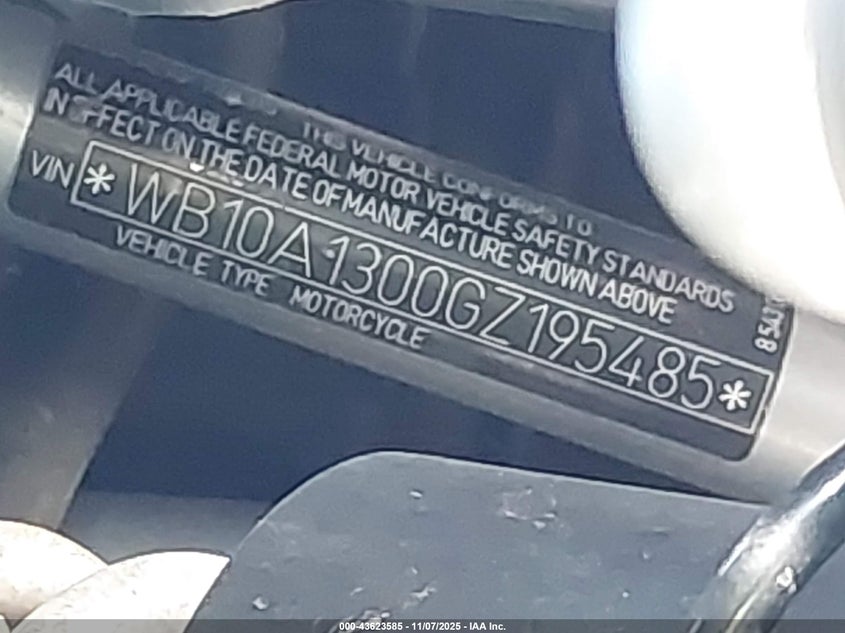 THIS VEHICLE CONFORMS TO
ALL APPLICABLE FEDERAL MOTOR VEHICLE SAFETY STANDARDS
IN EFFECT ON THE DATE OF MANUFACTURE SHOWN ABOVE
VIN *WB10A1300GZ195485*
VEHICLE TYPE MOTORCYCLE
000-43623585 - 11/07/2025 - IAA Inc.